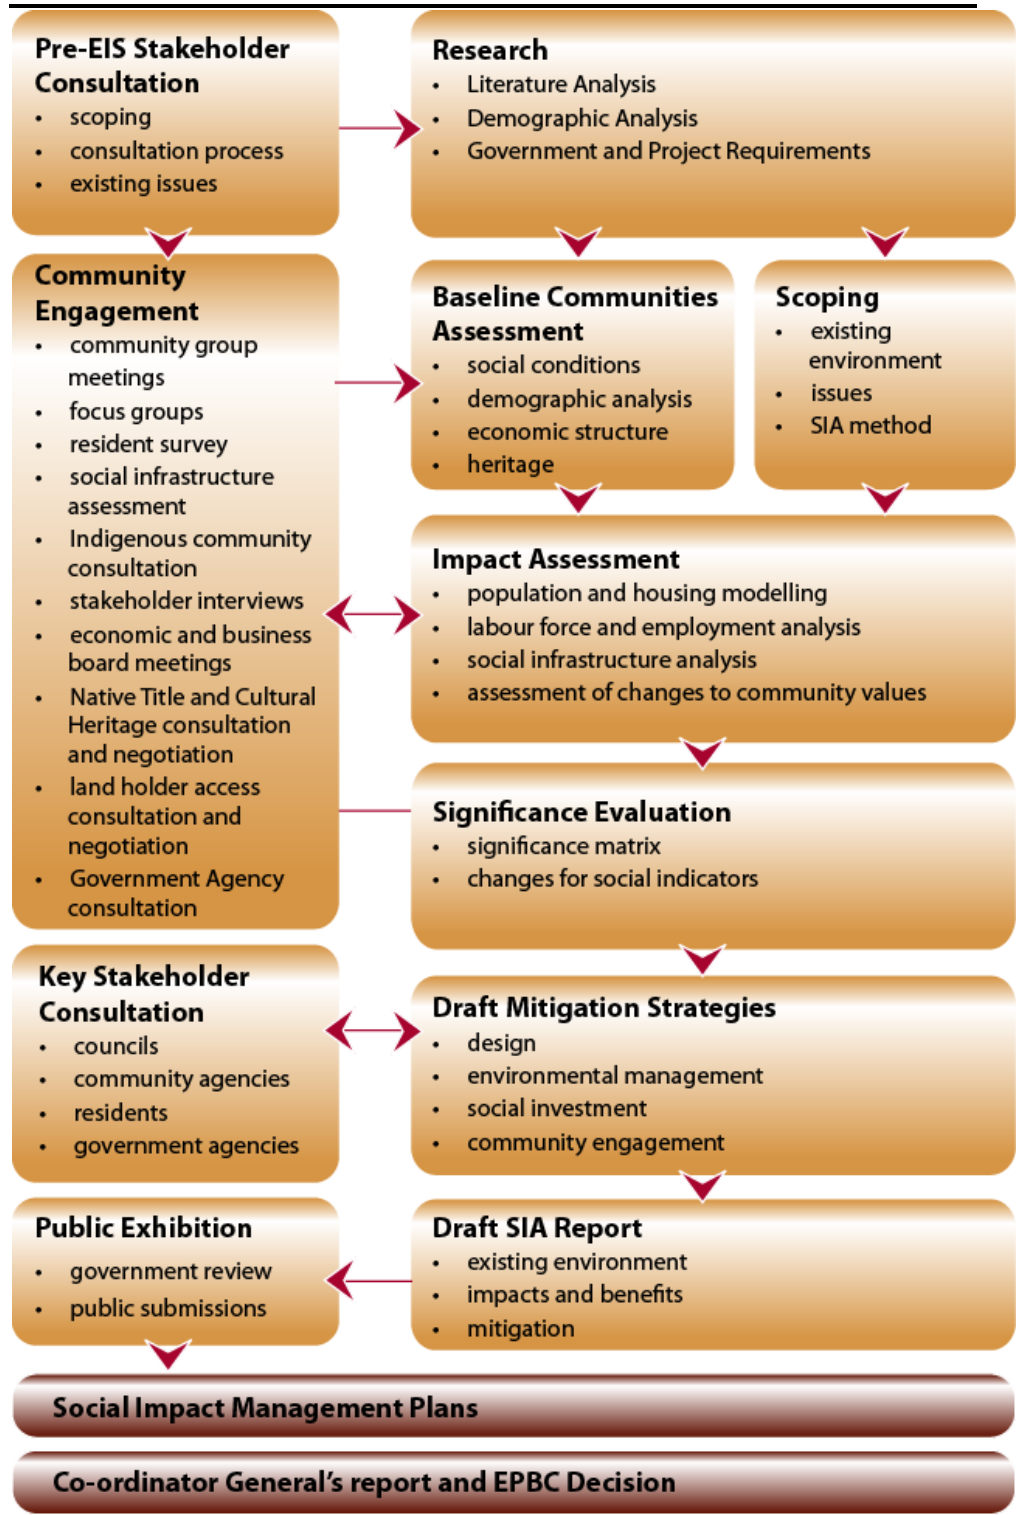 Pre-EIS Stakeholder
Consultation
• scoping
• consultation process
• existing issues
Research
• Literature Analysis
• Demographic Analysis
• Government and Project Requirements
Community
Engagement
• community group
meetings
• focus groups
• resident survey
• social infrastructure
assessment
• Indigenous community
consultation
• stakeholder interviews
• economic and business
board meetings
• Native Title and Cultural
Heritage consultation
and negotiation
• land holder access
consultation and
negotiation
• Government Agency
consultation
Baseline Communities
Assessment
• social conditions
• demographic analysis
• economic structure
• heritage
Scoping
• existing
environment
• issues
• SIA method
Impact Assessment
• population and housing modelling
• labour force and employment analysis
• social infrastructure analysis
• assessment of changes to community values
Significance Evaluation
• significance matrix
• changes for social indicators
Key Stakeholder
Consultation
• councils
• community agencies
• residents
• government agencies
Draft Mitigation Strategies
• design
• environmental management
• social investment
• community engagement
Public Exhibition
• government review
• public submissions
Draft SIA Report
• existing environment
• impacts and benefits
• mitigation
Social Impact Management Plans
Co-ordinator General's report and EPBC Decision